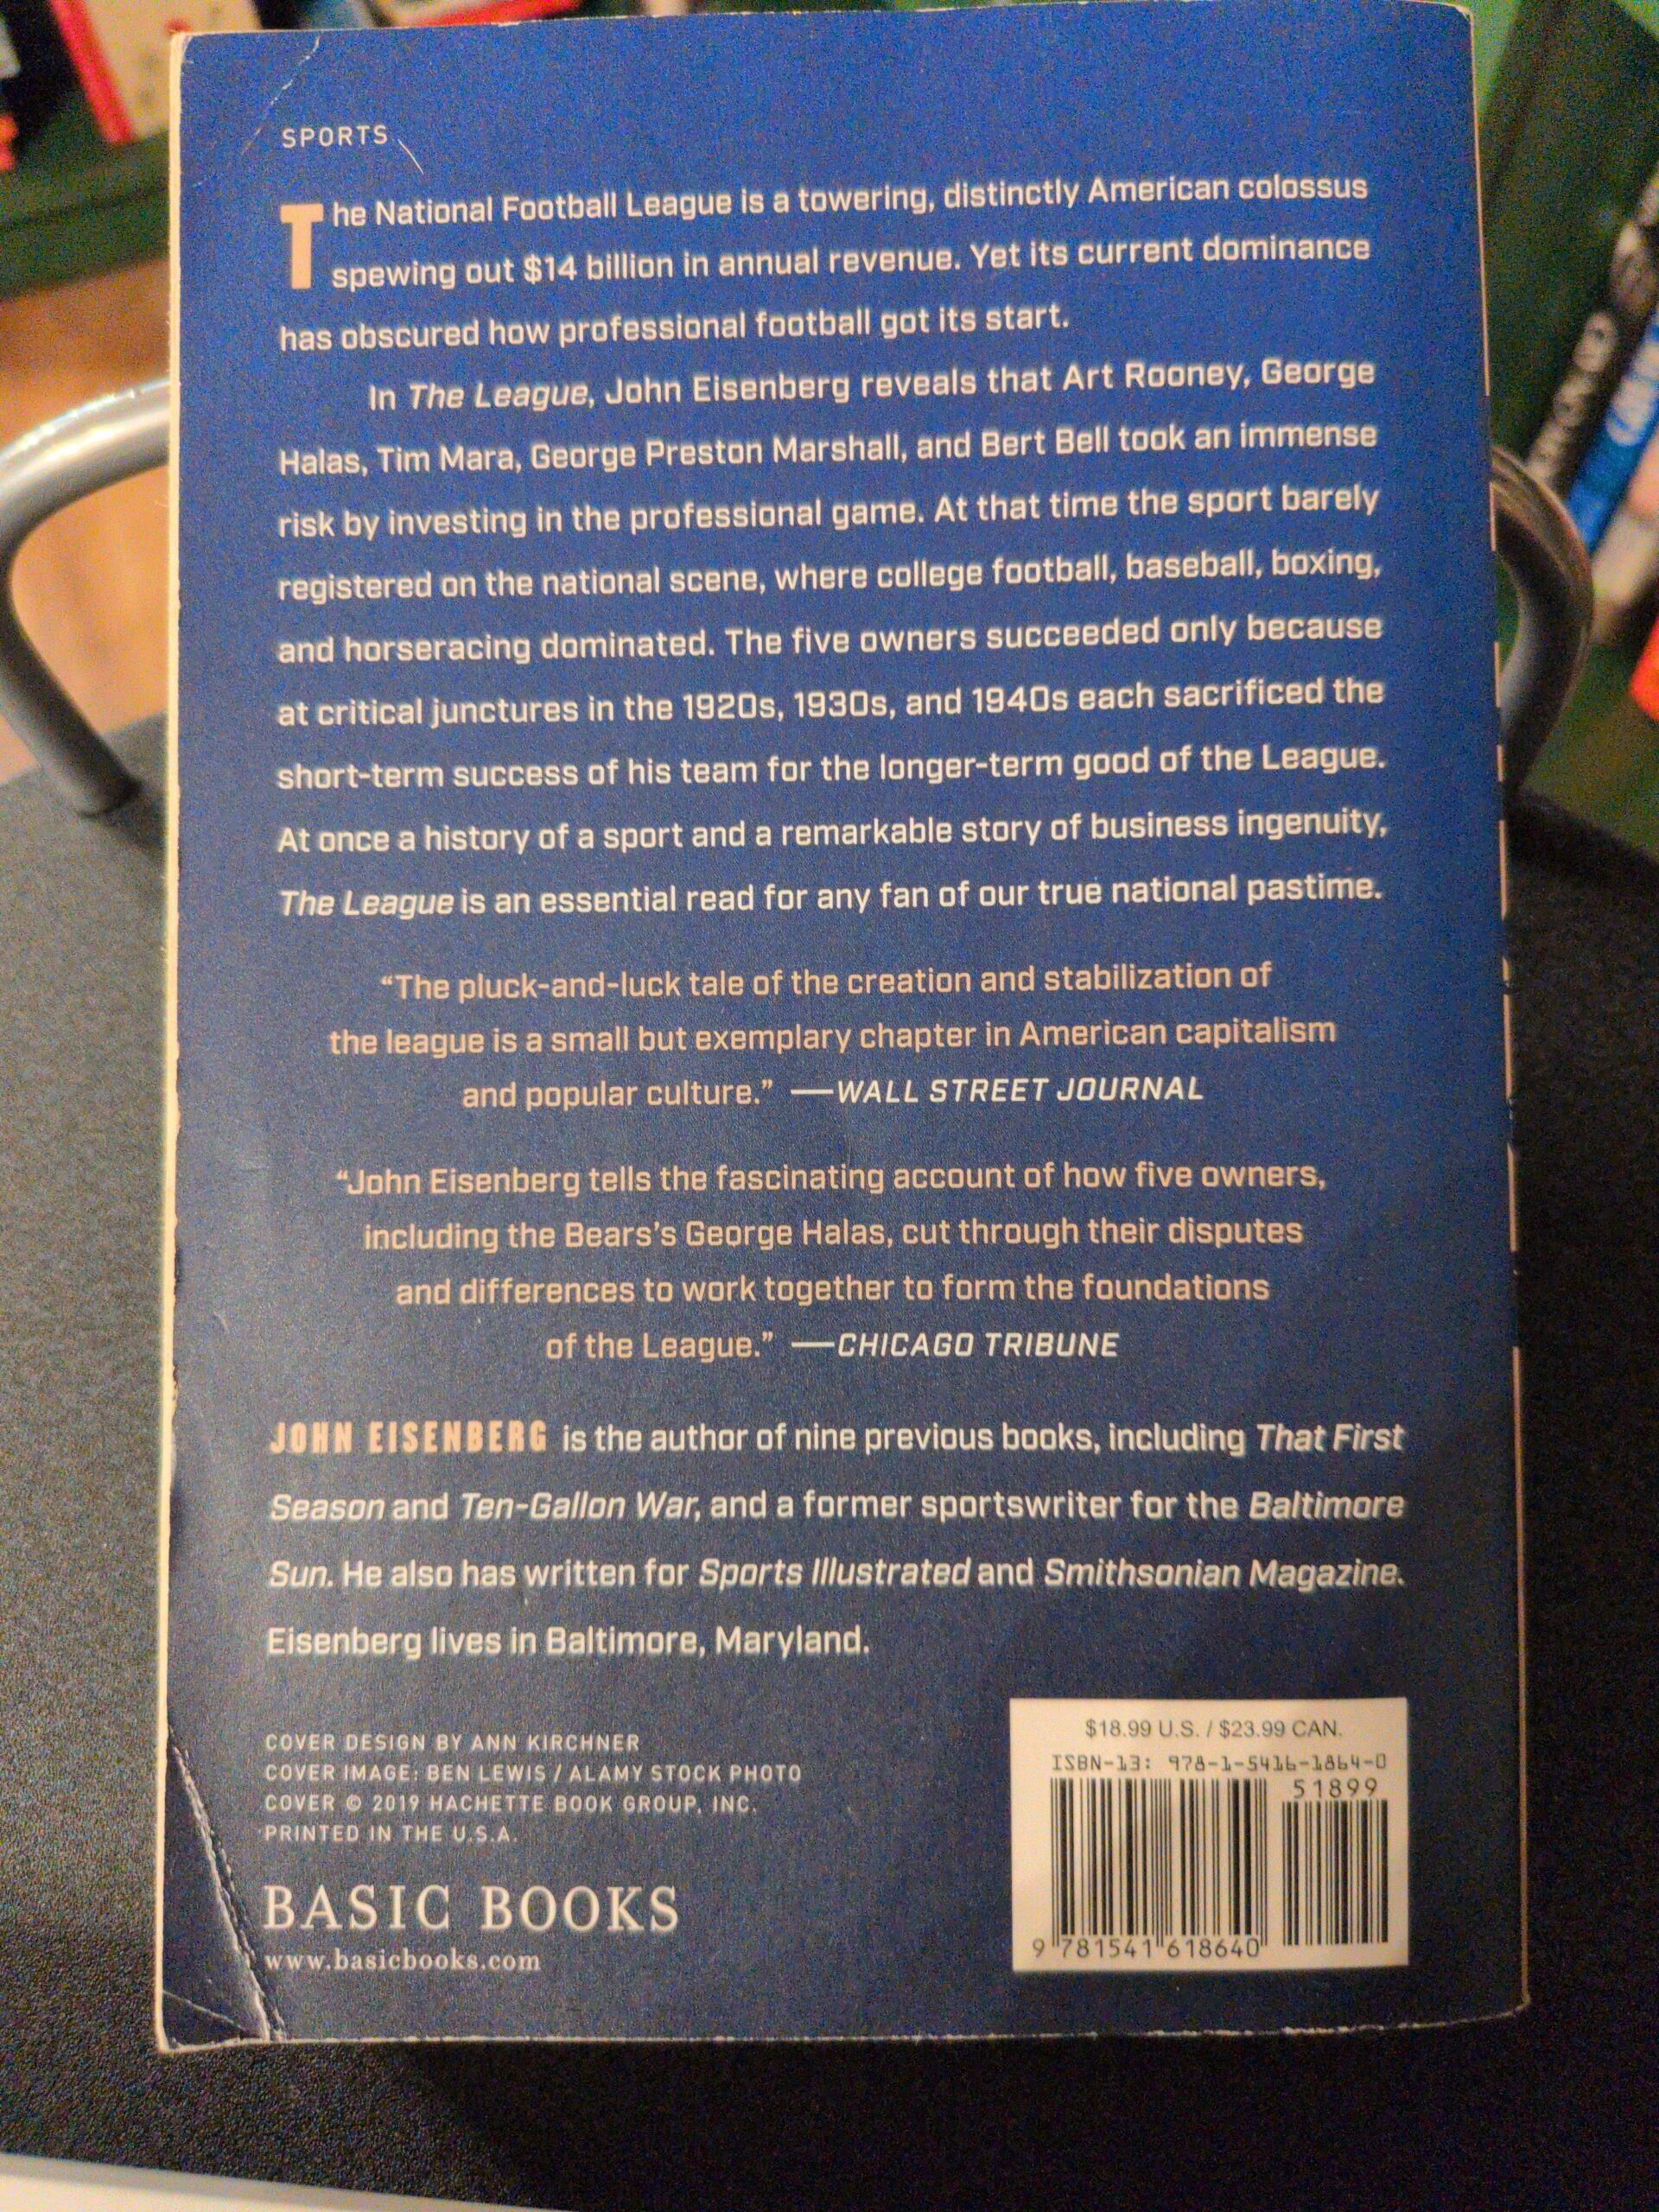 SPORTS
The National Football League is a towering, distinctly American colossus
spewing out $14 billion in annual revenue. Yet its current dominance
has obscured how professional football got its start.
In The League, John Eisenberg reveals that Art Rooney, George
Halas, Tim Mara, George Preston Marshall, and Bert Bell took an immense
risk by investing in the professional game. At that time the sport barely
registered on the national scene, where college football, baseball, boxing,
and horseracing dominated. The five owners succeeded only because
at critical junctures in the 1920s, 1930s, and 1940s each sacrificed the
short-term success of his team for the longer-term good of the League.
At once a history of a sport and a remarkable story of business ingenuity,
The League is an essential read for any fan of our true national pastime.
“The pluck-and-luck tale of the creation and stabilization of
the league is a small but exemplary chapter in American capitalism
and popular culture.” —WALL STREET JOURNAL
“John Eisenberg tells the fascinating account of how five owners,
including the Bears's George Halas, cut through their disputes
and differences to work together to form the foundations
of the League.” —CHICAGO TRIBUNE
JOHN EISENBERG is the author of nine previous books, including That First
Season and Ten-Gallon War, and a former sportswriter for the Baltimore
Sun. He also has written for Sports Illustrated and Smithsonian Magazine.
Eisenberg lives in Baltimore, Maryland.
COVER DESIGN BY ANN KIRCHNER
COVER IMAGE: BEN LEWIS / ALAMY STOCK PHOTO
COVER © 2019 HACHETTE BOOK GROUP, INC.
PRINTED IN THE U.S.A.
BASIC BOOKS
www.basicbooks.com
$18.99 U.S. / $23.99 CAN.
ISBN-13: 978-1-5416-1864-0
51899
9 781541 618640